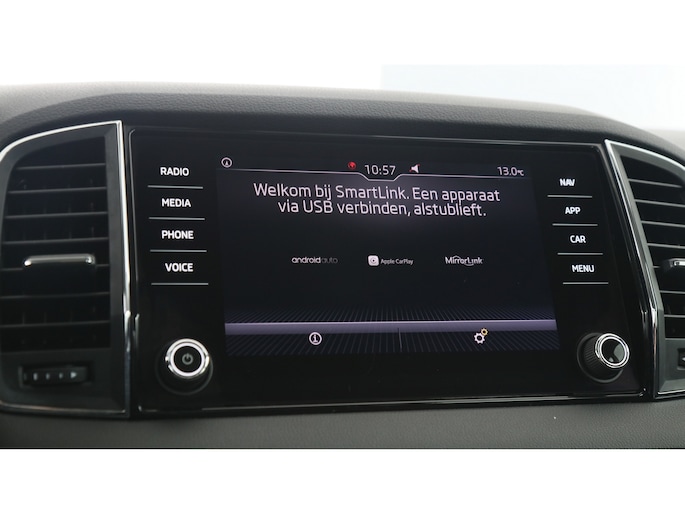 RADIO
MEDIA
PHONE
VOICE
10:57
13.0°C
Welkom bij SmartLink. Een apparaat
via USB verbinden, alstublieft.
androidauto
Apple CarPlay
MirrorLink
NAV
APP
CAR
MENU